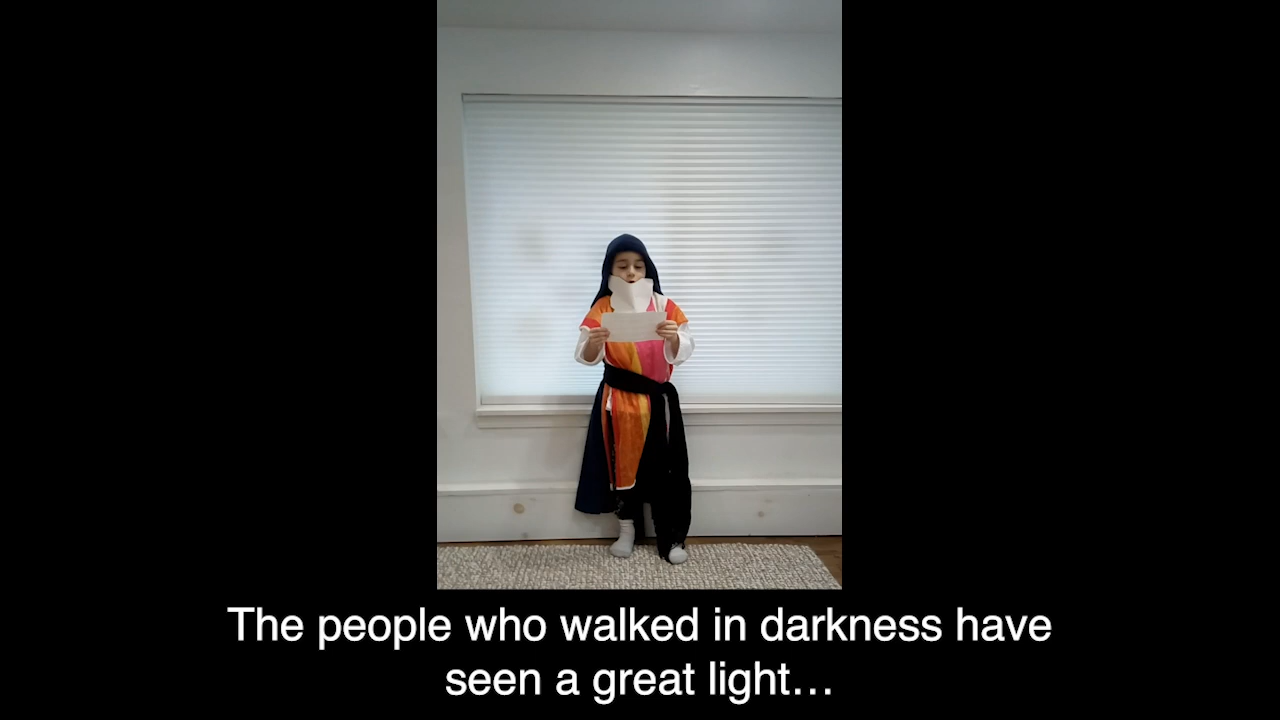 The people who walked in darkness have
seen a great light…